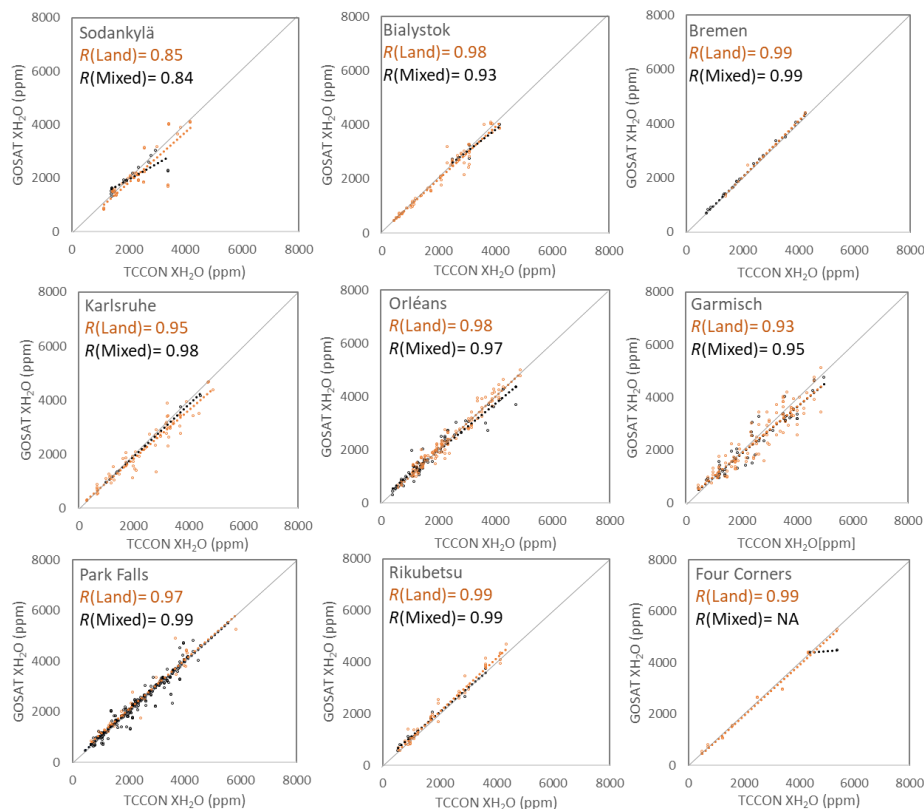 8000
6000
4000
2000
0
GOSAT XH₂O (ppm)
Sodankylä
R(Land)= 0.85
R(Mixed)= 0.84
0 2000 4000 6000 8000
TCCON XH₂O (ppm)
8000
6000
4000
2000
0
GOSAT XH₂O (ppm)
Bialystok
R(Land)= 0.98
R(Mixed)= 0.93
0 2000 4000 6000 8000
TCCON XH₂O (ppm)
8000
6000
4000
2000
0
GOSAT XH₂O (ppm)
Bremen
R(Land)= 0.99
R(Mixed)= 0.99
0 2000 4000 6000 8000
TCCON XH₂O (ppm)
8000
6000
4000
2000
0
GOSAT XH₂O (ppm)
Karlsruhe
R(Land)= 0.95
R(Mixed)= 0.98
0 2000 4000 6000 8000
TCCON XH₂O (ppm)
8000
6000
4000
2000
0
GOSAT XH₂O (ppm)
Orléans
R(Land)= 0.98
R(Mixed)= 0.97
0 2000 4000 6000 8000
TCCON XH₂O (ppm)
8000
6000
4000
2000
0
GOSAT XH₂O (ppm)
Garmisch
R(Land)= 0.93
R(Mixed)= 0.95
0 2000 4000 6000 8000
TCCON XH₂O[ppm]
8000
6000
4000
2000
0
GOSAT XH₂O (ppm)
Park Falls
R(Land)= 0.97
R(Mixed)= 0.99
0 2000 4000 6000 8000
TCCON XH₂O (ppm)
8000
6000
4000
2000
0
GOSAT XH₂O (ppm)
Rikubetsu
R(Land)= 0.99
R(Mixed)= 0.99
0 2000 4000 6000 8000
TCCON XH₂O (ppm)
8000
6000
4000
2000
0
GOSAT XH₂O (ppm)
Four Corners
R(Land)= 0.99
R(Mixed)= NA
0 2000 4000 6000 8000
TCCON XH₂O (ppm)